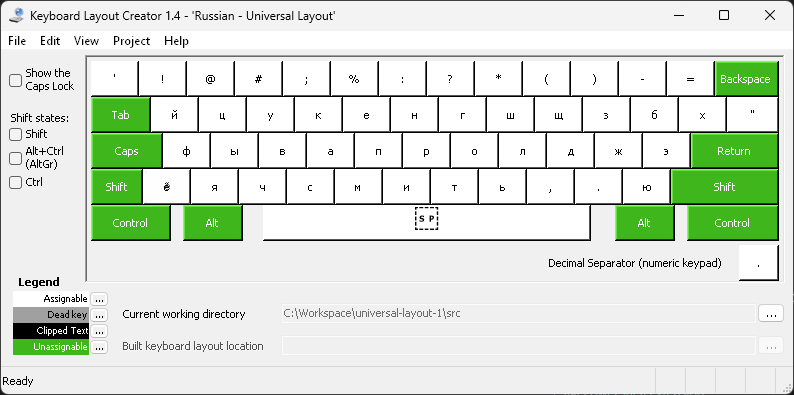 Keyboard Layout Creator 1.4 - 'Russian - Universal Layout'
File Edit View Project Help
Show the Caps Lock
' ! @ # ; % : ? * ( ) - = Backspace
Tab й ц у к е н г ш щ з б х "
Shift states:
Shift
Alt+Ctrl (AltGr)
Ctrl
Caps ф ы в а п р о л д ж э Return
Shift ё я ч с м и т ь , . ю Shift
Control Alt SP Alt Control
Decimal Separator (numeric keypad) .
Legend
Assignable ...
Dead key ...
Clipped Text ...
Unassignable ...
Current working directory C:\Workspace\universal-layout-1\src ...
Built keyboard layout location ...
Ready